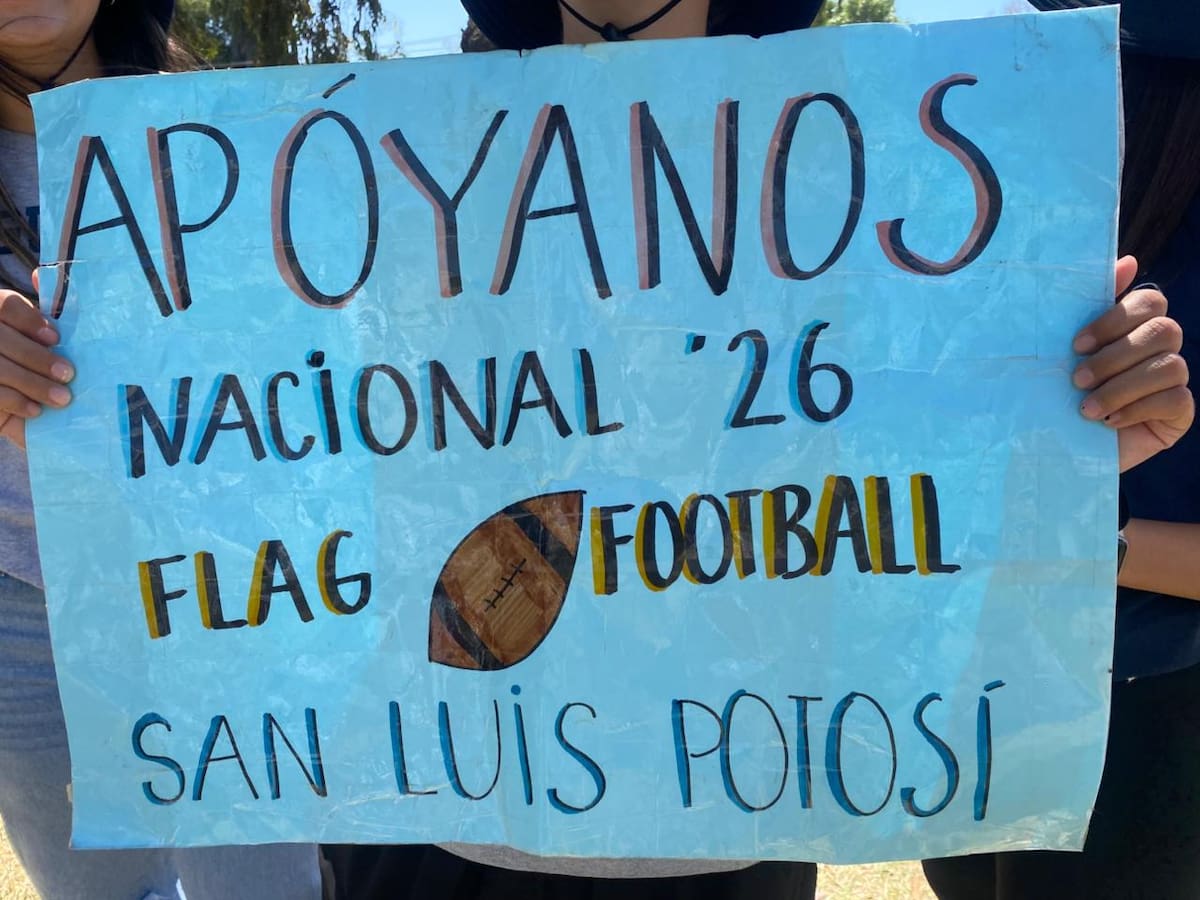 APÓYANOS
NACIONAL '26
FLAG FOOTBALL
SAN LUIS POTOSÍ